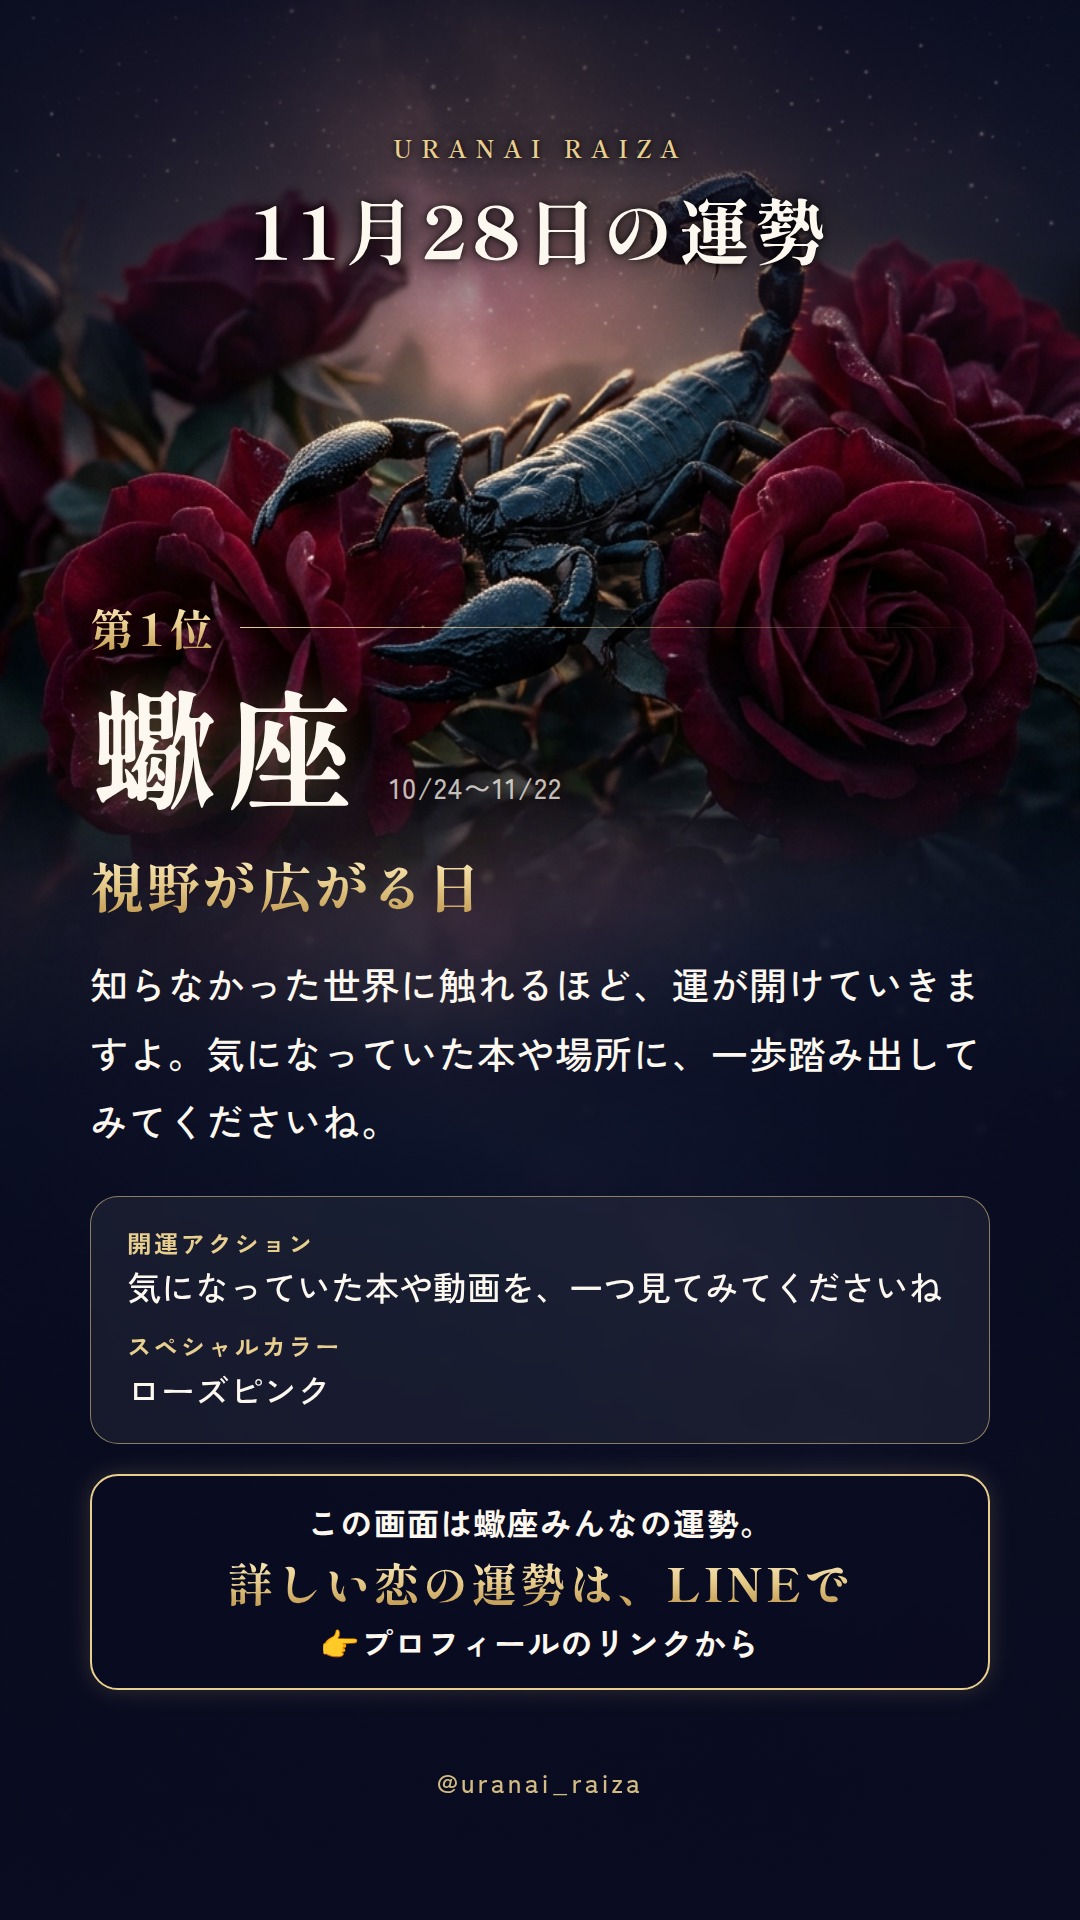 URANAI RAIZA
11月28日の運勢
第1位
蠍座 10/24〜11/22
視野が広がる日
知らなかった世界に触れるほど、運が開けていきま
すよ。気になっていた本や場所に、一歩踏み出して
みてくださいね。
開運アクション
気になっていた本や動画を、一つ見てみてくださいね
スペシャルカラー
ローズピンク
この画面は蠍座みんなの運勢。
詳しい恋の運勢は、LINEで
👉プロフィールのリンクから
@uranai_raiza